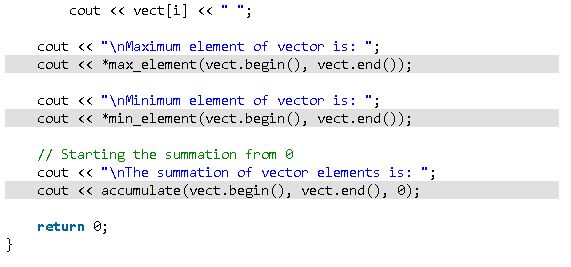 cout << vect[i] << " ";
cout << "\nMaximum element of vector is: ";
cout << *max_element(vect.begin(), vect.end());
cout << "\nMinimum element of vector is: ";
cout << *min_element(vect.begin(), vect.end());
// Starting the summation from 0
cout << "\nThe summation of vector elements is: ";
cout << accumulate(vect.begin(), vect.end(), 0);
return 0;
}